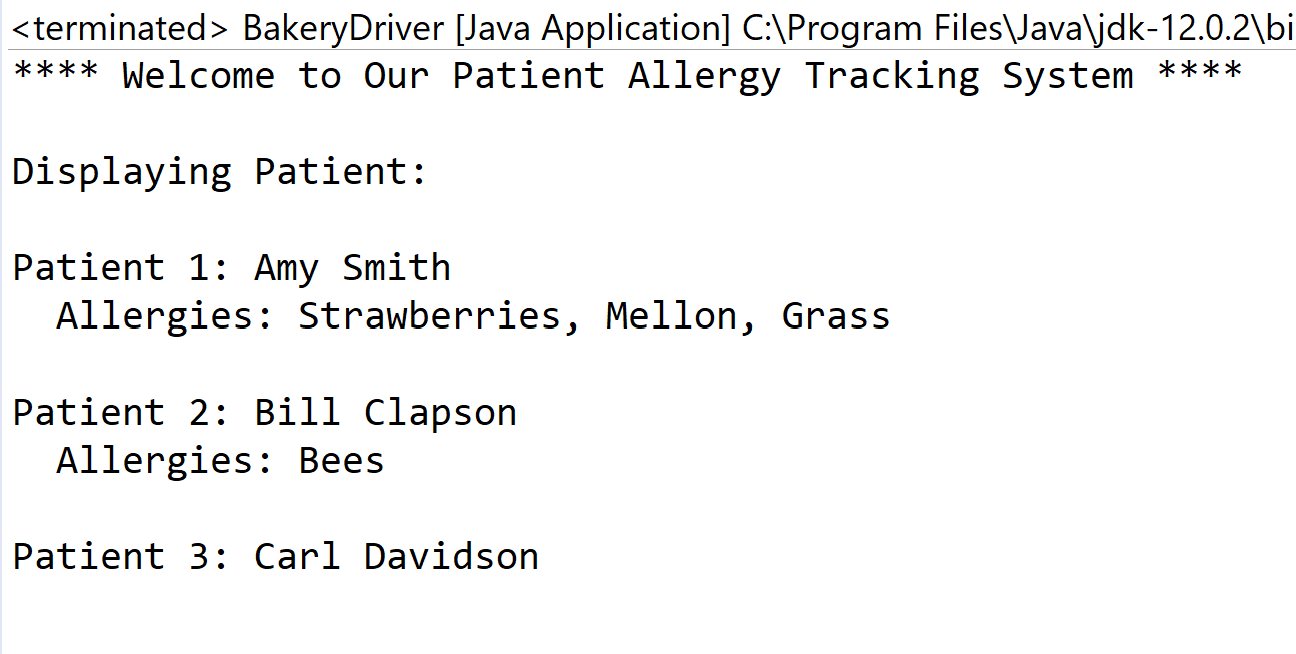 <terminated> BakeryDriver [Java Application] C:\Program Files\Java\jdk-12.0.2\bi
**** Welcome to Our Patient Allergy Tracking System ****
Displaying Patient:
Patient 1: Amy Smith
Allergies: Strawberries, Mellon, Grass
Patient 2: Bill Clapson
Allergies: Bees
Patient 3: Carl Davidson